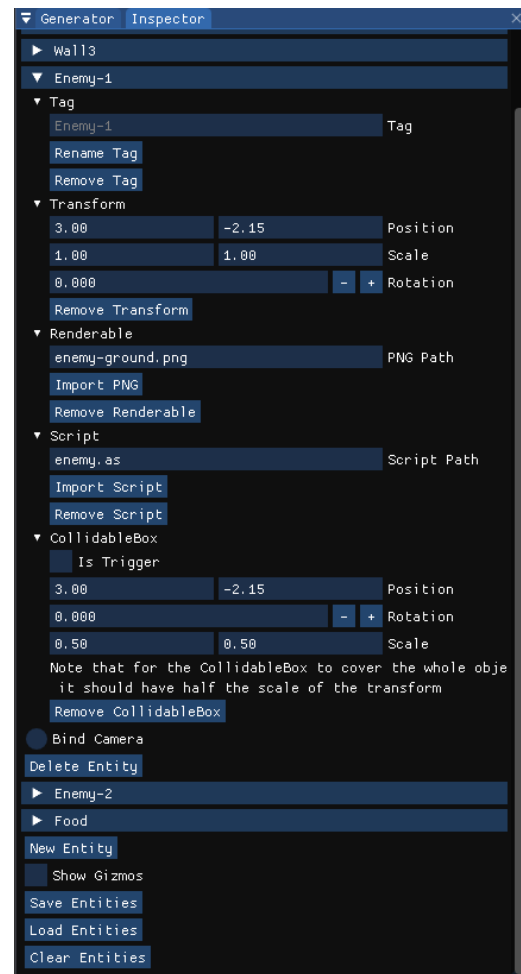 Generator Inspector
Wall3
Enemy-1
Tag
Enemy-1 Tag
Rename Tag
Remove Tag
Transform
3.00 -2.15 Position
1.00 1.00 Scale
0.000 - + Rotation
Remove Transform
Renderable
enemy-ground.png PNG Path
Import PNG
Remove Renderable
Script
enemy.as Script Path
Import Script
Remove Script
CollidableBox
Is Trigger
3.00 -2.15 Position
0.000 - + Rotation
0.50 0.50 Scale
Note that for the CollidableBox to cover the whole obje
it should have half the scale of the transform
Remove CollidableBox
Bind Camera
Delete Entity
Enemy-2
Food
New Entity
Show Gizmos
Save Entities
Load Entities
Clear Entities